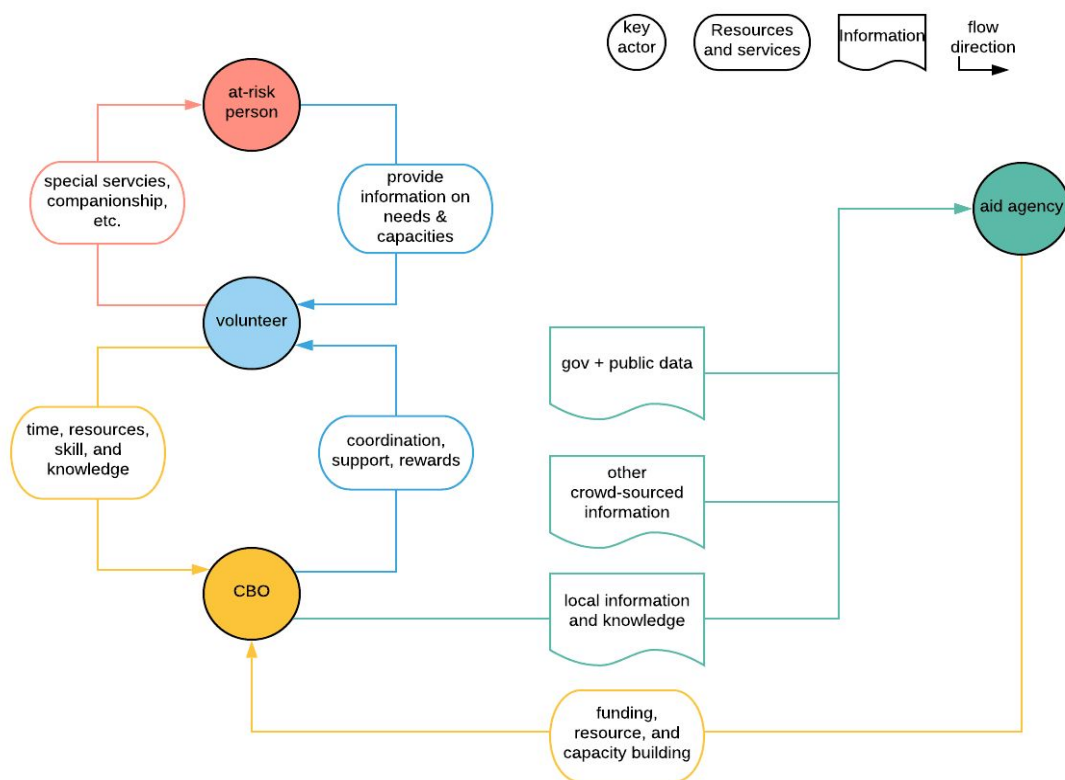 key
actor
Resources
and services
Information
flow
direction
at-risk
person
special servcies,
companionship,
etc.
provide
information on
needs &
capacities
aid agency
volunteer
gov + public data
time, resources,
skill, and
knowledge
coordination,
support, rewards
other
crowd-sourced
information
CBO
local information
and knowledge
funding,
resource, and
capacity building